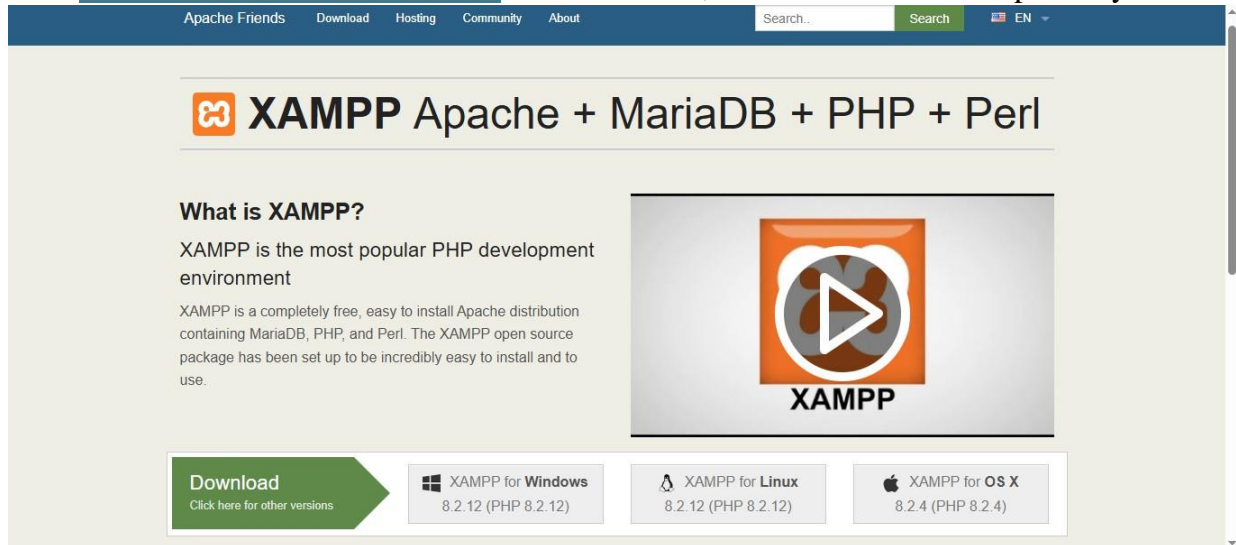 Apache Friends Download Hosting Community About Search.. Search EN
XAMPP Apache + MariaDB + PHP + Perl
What is XAMPP?
XAMPP is the most popular PHP development
environment
XAMPP is a completely free, easy to install Apache distribution
containing MariaDB, PHP, and Perl. The XAMPP open source
package has been set up to be incredibly easy to install and to
use.
XAMPP
Download
Click here for other versions
XAMPP for Windows
8.2.12 (PHP 8.2.12)
XAMPP for Linux
8.2.12 (PHP 8.2.12)
XAMPP for OS X
8.2.4 (PHP 8.2.4)